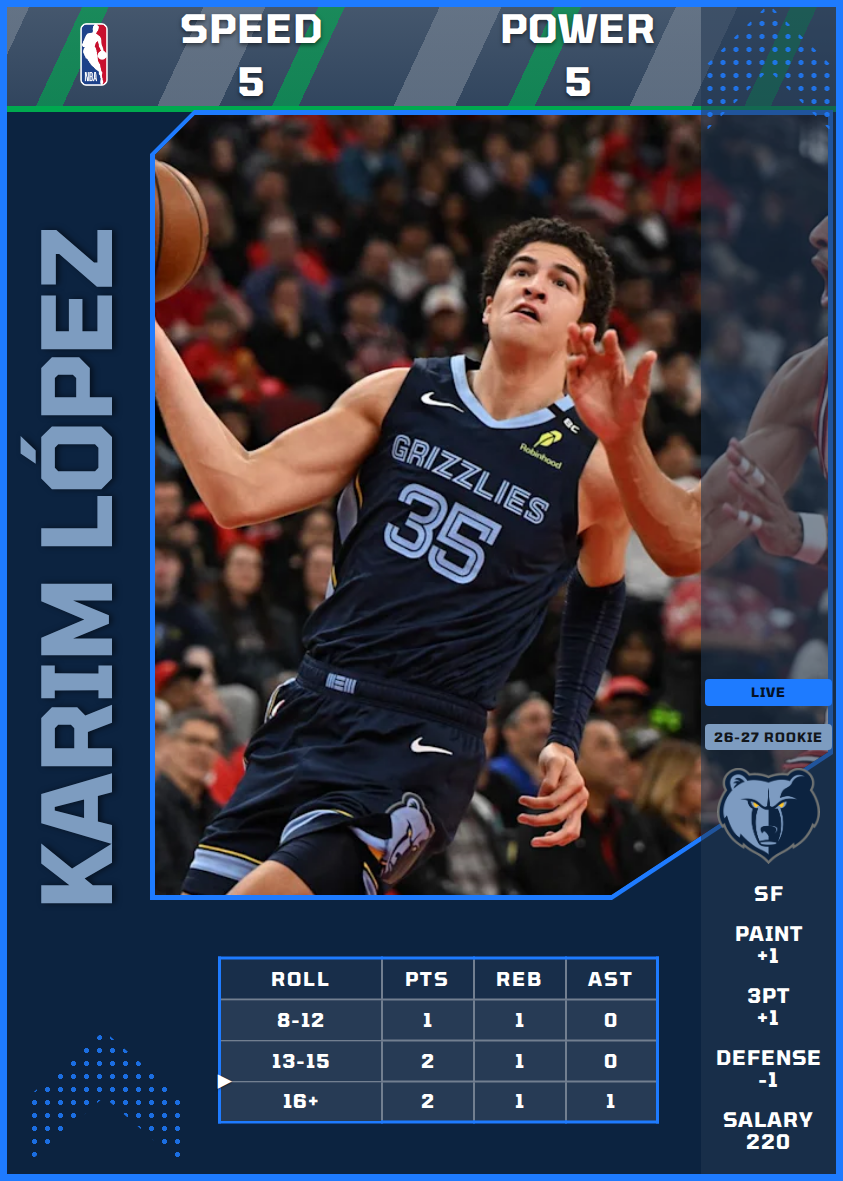 SPEED
5
POWER
5
NBA
KARIM LÓPEZ
BC
Robinhood
GRIZZLIES
35
LIVE
26-27 ROOKIE
SF
PAINT
+1
3PT
+1
DEFENSE
-1
SALARY
220
ROLL PTS REB AST
8-12 1 1 0
13-15 2 1 0
16+ 2 1 1